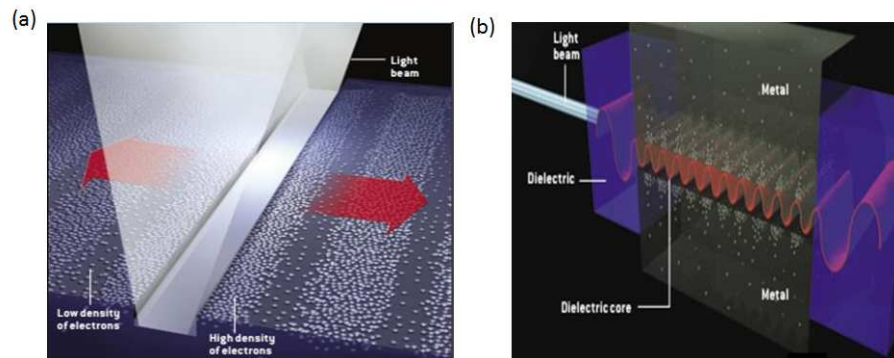 (a)
Light
beam
Low density
of electrons
High density
of electrons
(b)
Light
beam
Metal
Dielectric
Dielectric core
Metal